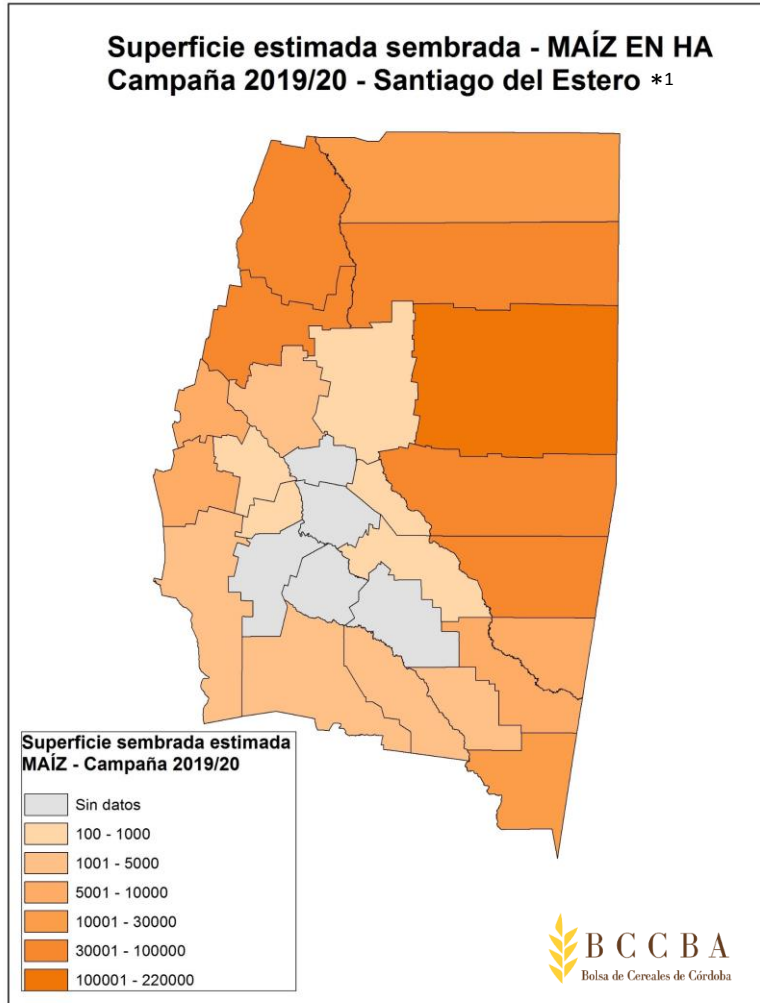 Superficie estimada sembrada - MAÍZ EN HA
Campaña 2019/20 - Santiago del Estero *1
Superficie sembrada estimada
MAÍZ - Campaña 2019/20
Sin datos
100 - 1000
1001 - 5000
5001 - 10000
10001 - 30000
30001 - 100000
100001 - 220000
BCCBA
Bolsa de Cereales de Córdoba